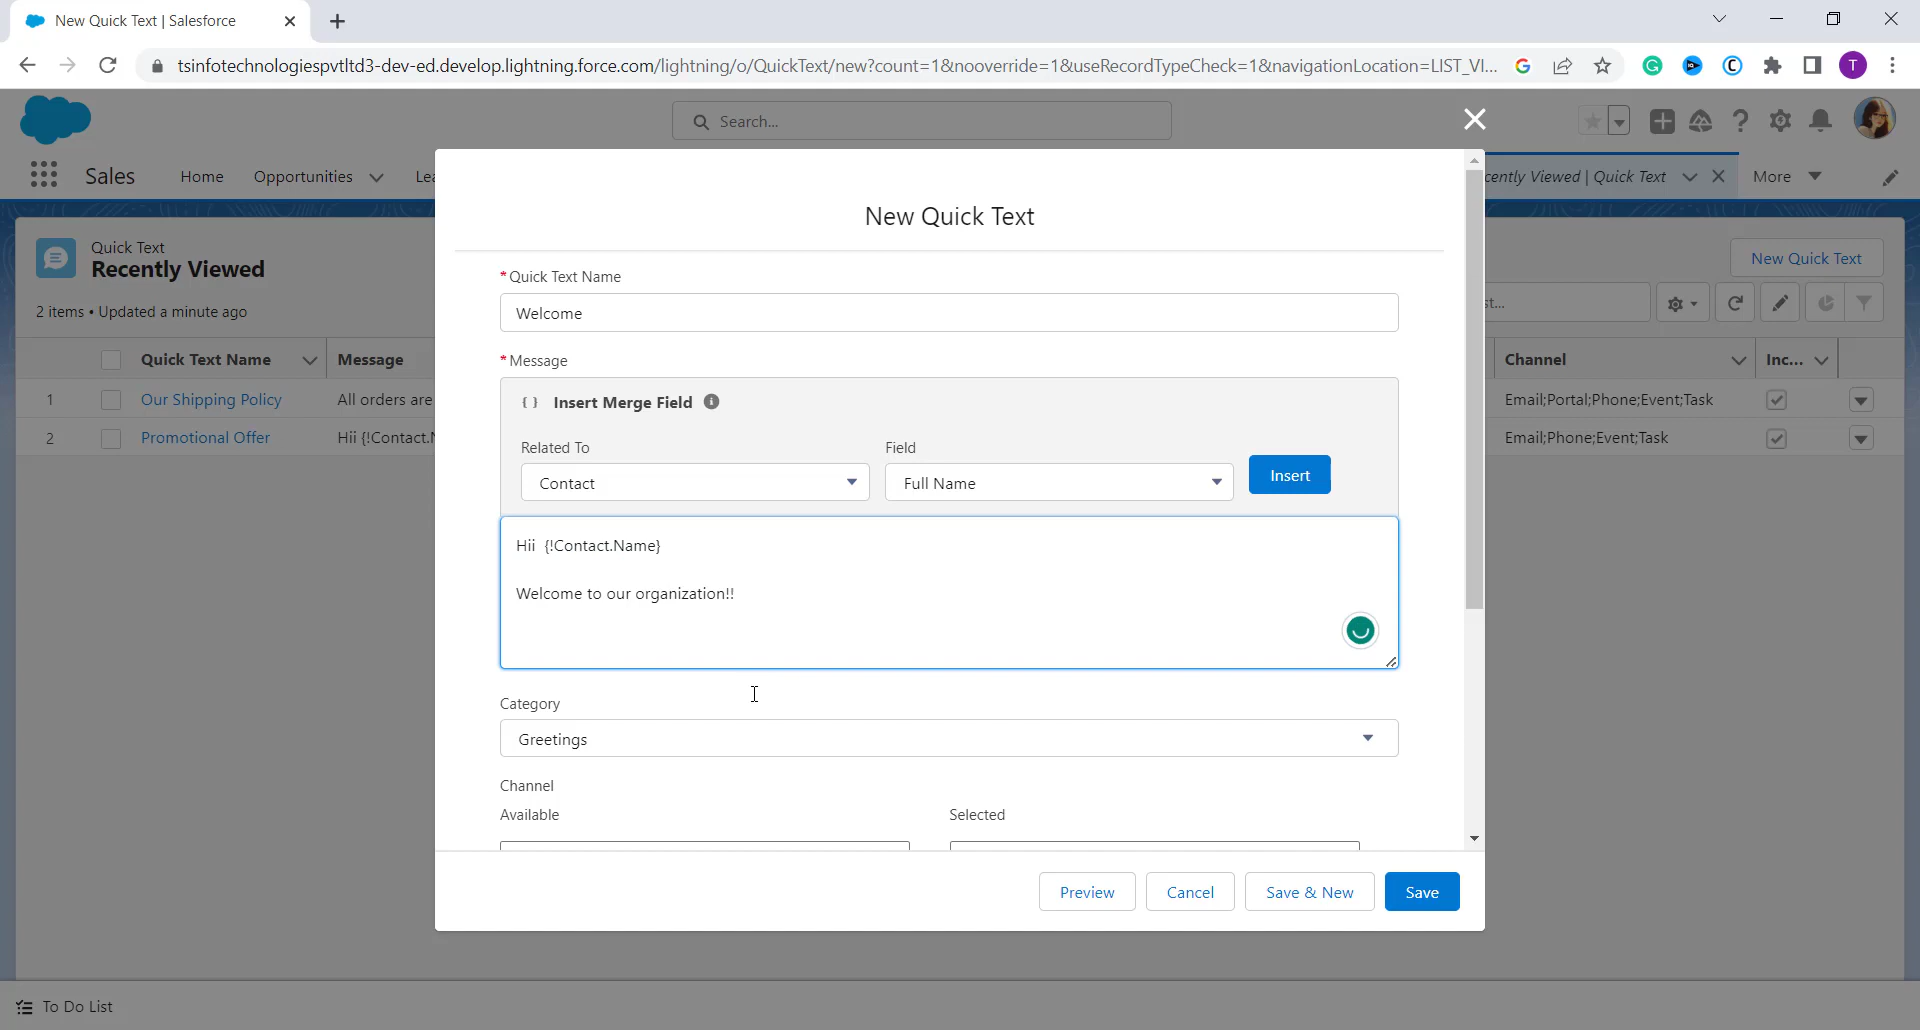 New Quick Text | Salesforce
tsinfotechnologiespvtltd3-dev-ed.develop.lightning.force.com/lightning/o/QuickText/new?count=1&nooverride=1&useRecordTypeCheck=1&navigationLocation=LIST_VI...
T
Search...
Sales
Home
Opportunities
Lea
cently Viewed | Quick Text
More
Quick Text
Recently Viewed
New Quick Text
2 items • Updated a minute ago
st...
Quick Text Name
Message
Channel
Inc...
1
Our Shipping Policy
All orders are
Email;Portal;Phone;Event;Task
2
Promotional Offer
Hii {!Contact.N
Email;Phone;Event;Task
New Quick Text
*Quick Text Name
Welcome
*Message
{ } Insert Merge Field
Related To
Field
Contact
Full Name
Insert
Hii {!Contact.Name}
Welcome to our organization!!
Category
Greetings
Channel
Available
Selected
Preview
Cancel
Save & New
Save
To Do List